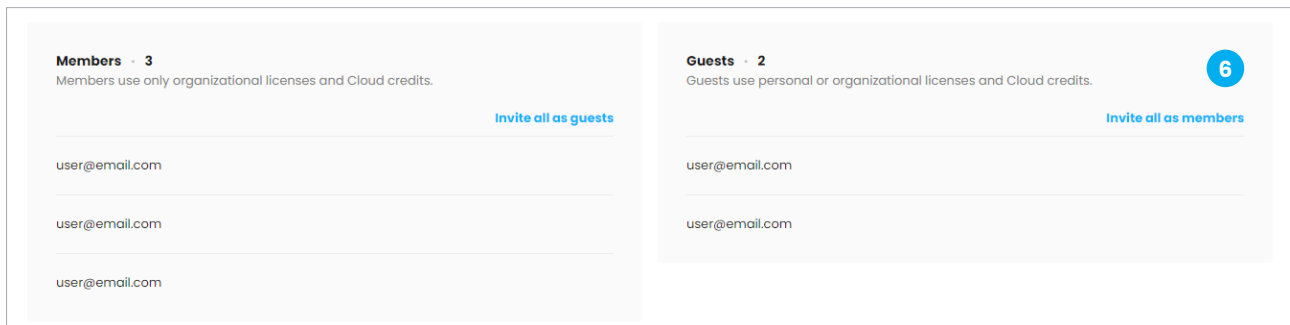 Members • 3
Members use only organizational licenses and Cloud credits.
Invite all as guests
user@email.com
user@email.com
user@email.com
Guests • 2
6
Guests use personal or organizational licenses and Cloud credits.
Invite all as members
user@email.com
user@email.com